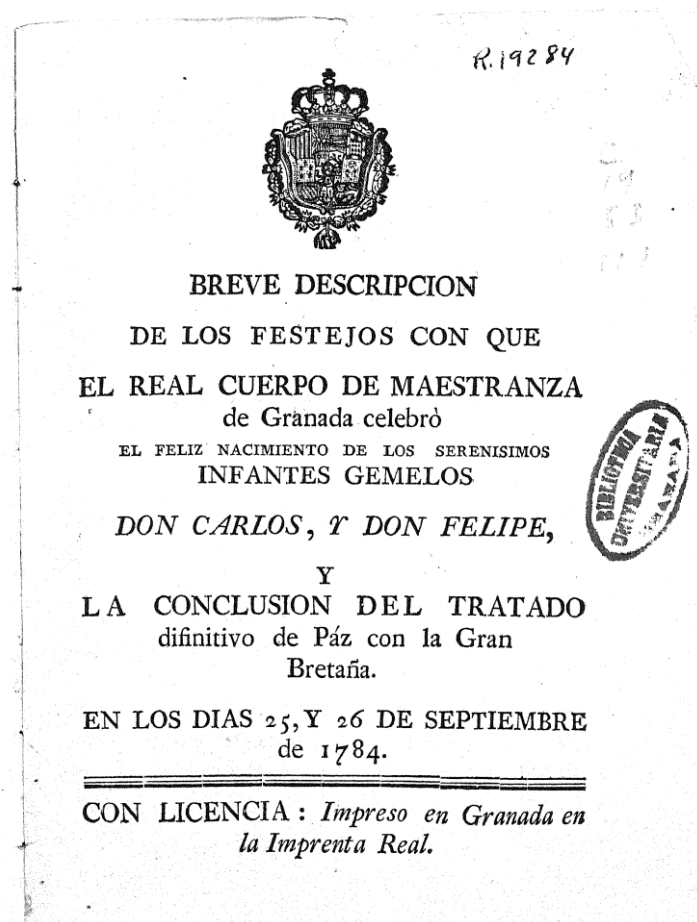 R.19284
BREVE DESCRIPCION
DE LOS FESTEJOS CON QUE
EL REAL CUERPO DE MAESTRANZA
de Granada celebrò
EL FELIZ NACIMIENTO DE LOS SERENISIMOS
INFANTES GEMELOS
DON CARLOS, Y DON FELIPE,
Y
LA CONCLUSION DEL TRATADO
difinitivo de Páz con la Gran
Bretaña.
EN LOS DIAS 25, Y 26 DE SEPTIEMBRE
de 1784.
CON LICENCIA : Impreso en Granada en
la Imprenta Real.
BIBLIOTECA
UNIVERSITARIA
GRANADA